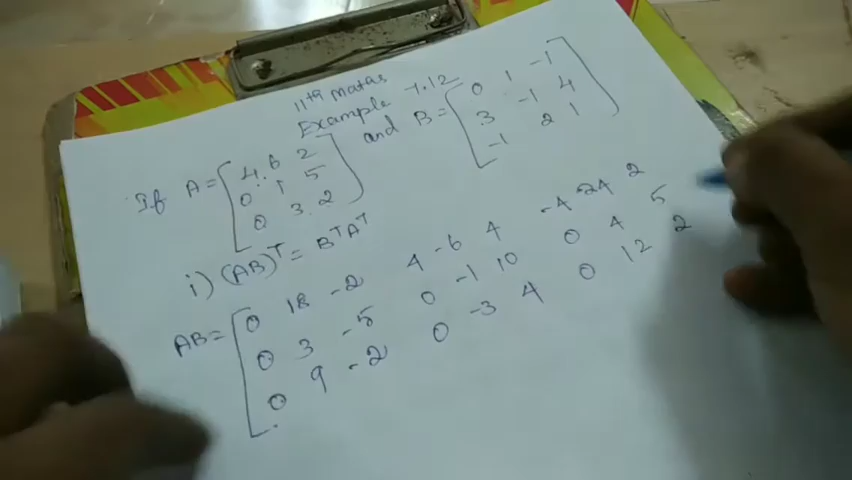 11th Maths
Example 7.12
If A= [4 6 2 and B= [0 1 -1
0 1 5 3 -1 4
0 3 2] -1 2 1]
i) (AB)ᵀ = BᵀAᵀ
AB= [0 18 -2 4 -6 4 -4 -24 2
0 3 -5 0 -1 10 0 4 5
0 9 -2 0 -3 4 0 12 2